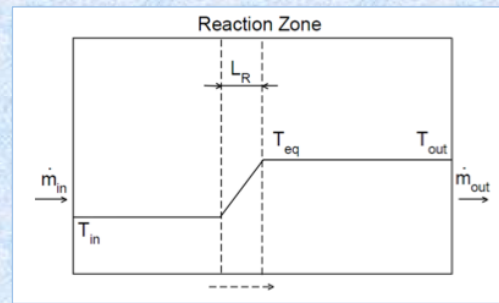 Reaction Zone
L_R
T_eq T_out
ṁ_in ṁ_out
T_in